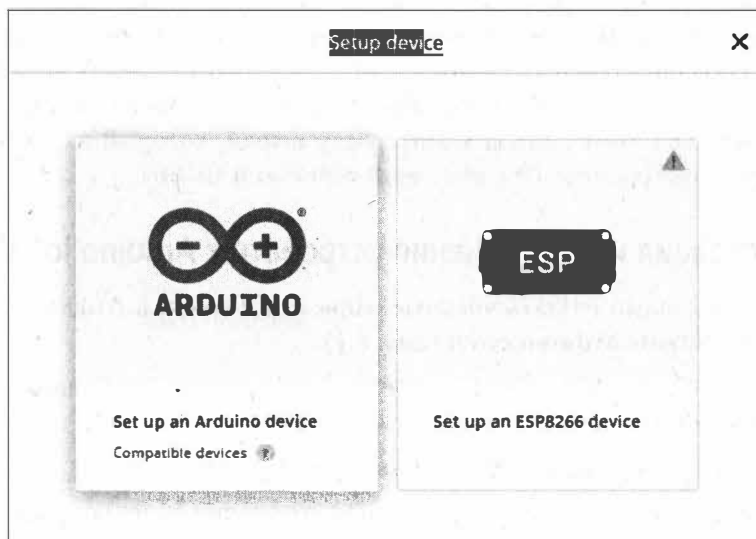 Setup device
ARDUINO
ESP
Set up an Arduino device
Compatible devices ?
Set up an ESP8266 device